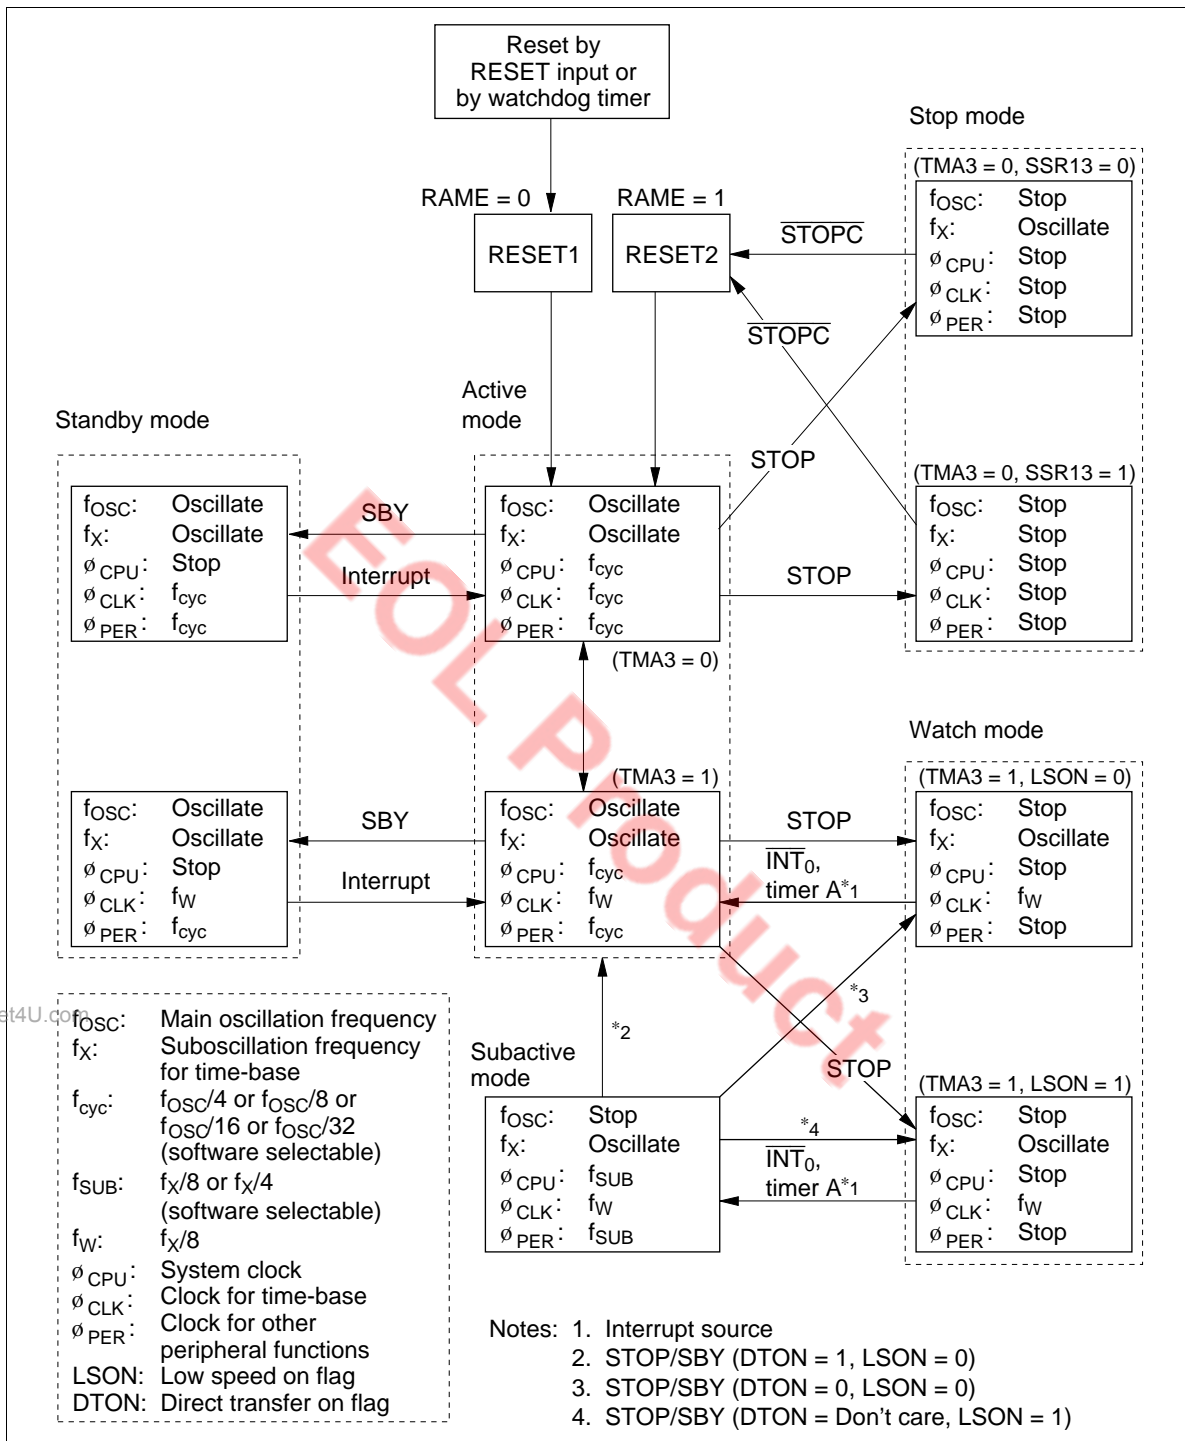 Reset by
RESET input or
by watchdog timer
Stop mode
(TMA3 = 0, SSR13 = 0)
RAME = 0
RAME = 1
RESET1
RESET2
STOPC
fOSC: Stop
fX: Oscillate
øCPU: Stop
øCLK: Stop
øPER: Stop
STOPC
STOP
Standby mode
Active
mode
(TMA3 = 0, SSR13 = 1)
fOSC: Oscillate
fX: Oscillate
øCPU: Stop
øCLK: fcyc
øPER: fcyc
SBY
Interrupt
fOSC: Oscillate
fX: Oscillate
øCPU: fcyc
øCLK: fcyc
øPER: fcyc
(TMA3 = 0)
STOP
fOSC: Stop
fX: Stop
øCPU: Stop
øCLK: Stop
øPER: Stop
Watch mode
(TMA3 = 1)
(TMA3 = 1, LSON = 0)
fOSC: Oscillate
fX: Oscillate
øCPU: Stop
øCLK: fW
øPER: fcyc
SBY
Interrupt
fOSC: Oscillate
fX: Oscillate
øCPU: fcyc
øCLK: fW
øPER: fcyc
STOP
INT0,
timer A*1
fOSC: Stop
fX: Oscillate
øCPU: Stop
øCLK: fW
øPER: Stop
*2
*3
STOP
Subactive
mode
(TMA3 = 1, LSON = 1)
fOSC: Stop
fX: Oscillate
øCPU: fSUB
øCLK: fW
øPER: fSUB
*4
INT0,
timer A*1
fOSC: Stop
fX: Oscillate
øCPU: Stop
øCLK: fW
øPER: Stop
et4U.com
fOSC: Main oscillation frequency
fX: Suboscillation frequency
for time-base
fcyc: fOSC/4 or fOSC/8 or
fOSC/16 or fOSC/32
(software selectable)
fSUB: fX/8 or fX/4
(software selectable)
fW: fX/8
øCPU: System clock
øCLK: Clock for time-base
øPER: Clock for other
peripheral functions
LSON: Low speed on flag
DTON: Direct transfer on flag
Notes: 1. Interrupt source
2. STOP/SBY (DTON = 1, LSON = 0)
3. STOP/SBY (DTON = 0, LSON = 0)
4. STOP/SBY (DTON = Don't care, LSON = 1)
EOL Product